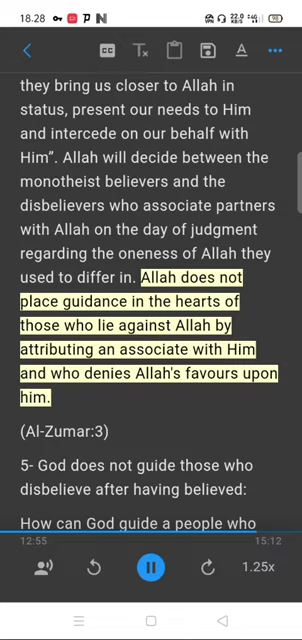 18.28
22.0
KB/s
46
CC
T
A
they bring us closer to Allah in
status, present our needs to Him
and intercede on our behalf with
Him”. Allah will decide between the
monotheist believers and the
disbelievers who associate partners
with Allah on the day of judgment
regarding the oneness of Allah they
used to differ in. Allah does not
place guidance in the hearts of
those who lie against Allah by
attributing an associate with Him
and who denies Allah's favours upon
him.
(Al-Zumar:3)
5- God does not guide those who
disbelieve after having believed:
How can God guide a people who
12:55 15:12
1.25x